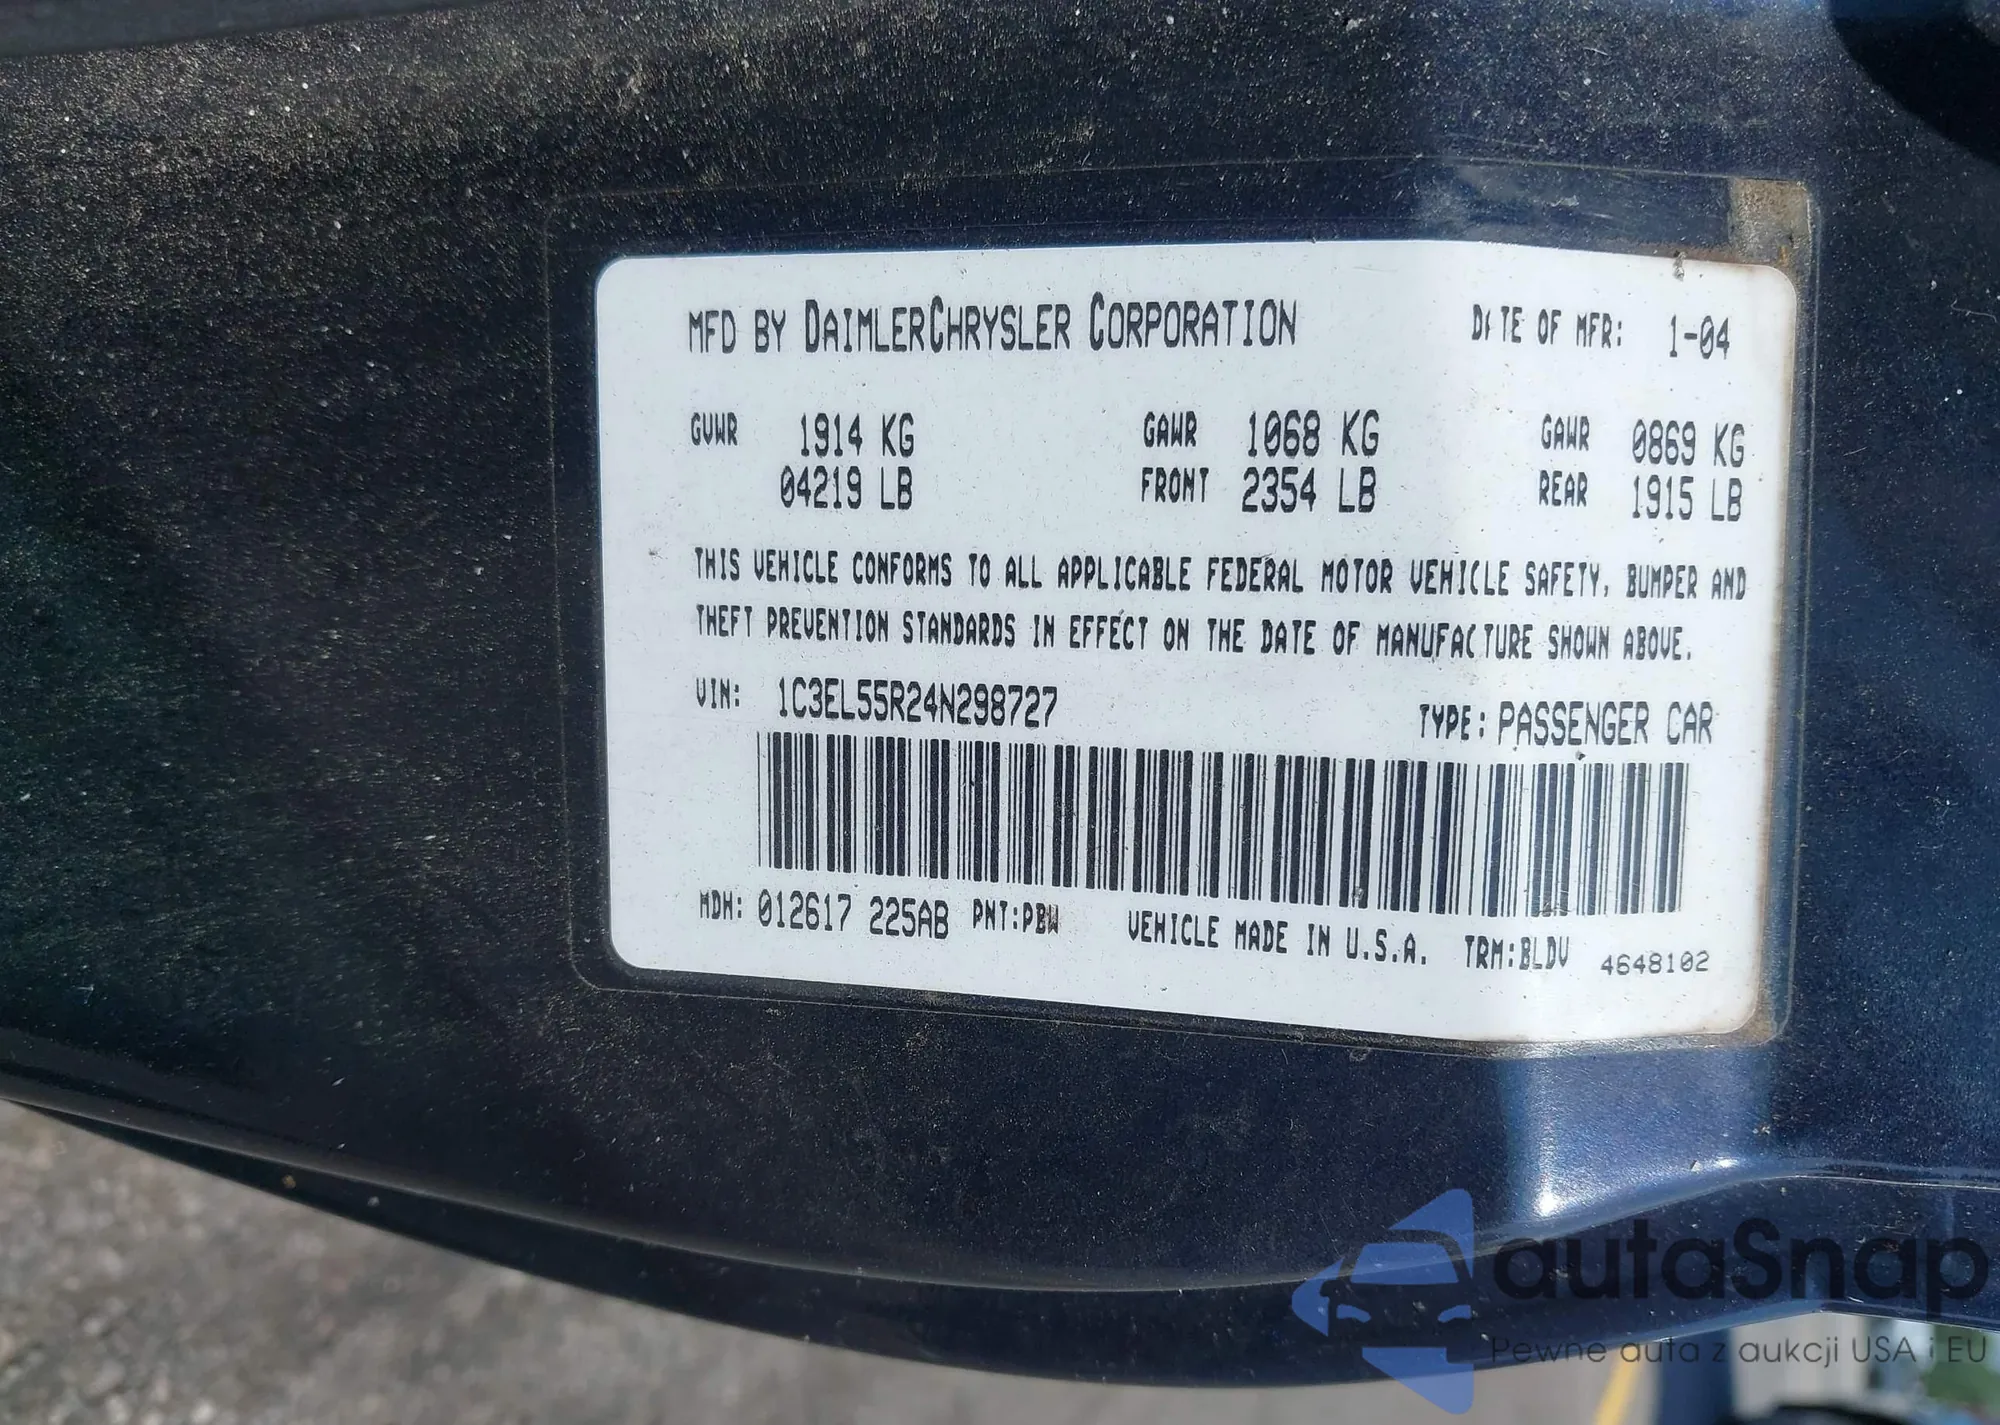 MFD BY DAIMLERCHRYSLER CORPORATION DATE OF MFR: 1-04
GVWR 1914 KG GAWR 1068 KG GAWR 0869 KG
04219 LB FRONT 2354 LB REAR 1915 LB
THIS VEHICLE CONFORMS TO ALL APPLICABLE FEDERAL MOTOR VEHICLE SAFETY, BUMPER AND
THEFT PREVENTION STANDARDS IN EFFECT ON THE DATE OF MANUFACTURE SHOWN ABOVE.
VIN: 1C3EL55R24N298727 TYPE: PASSENGER CAR
MDH: 012617 225AB PNT:PBW VEHICLE MADE IN U.S.A. TRM:BLDV 4648102
autaSnap
Pewne auta z aukcji USA i EU